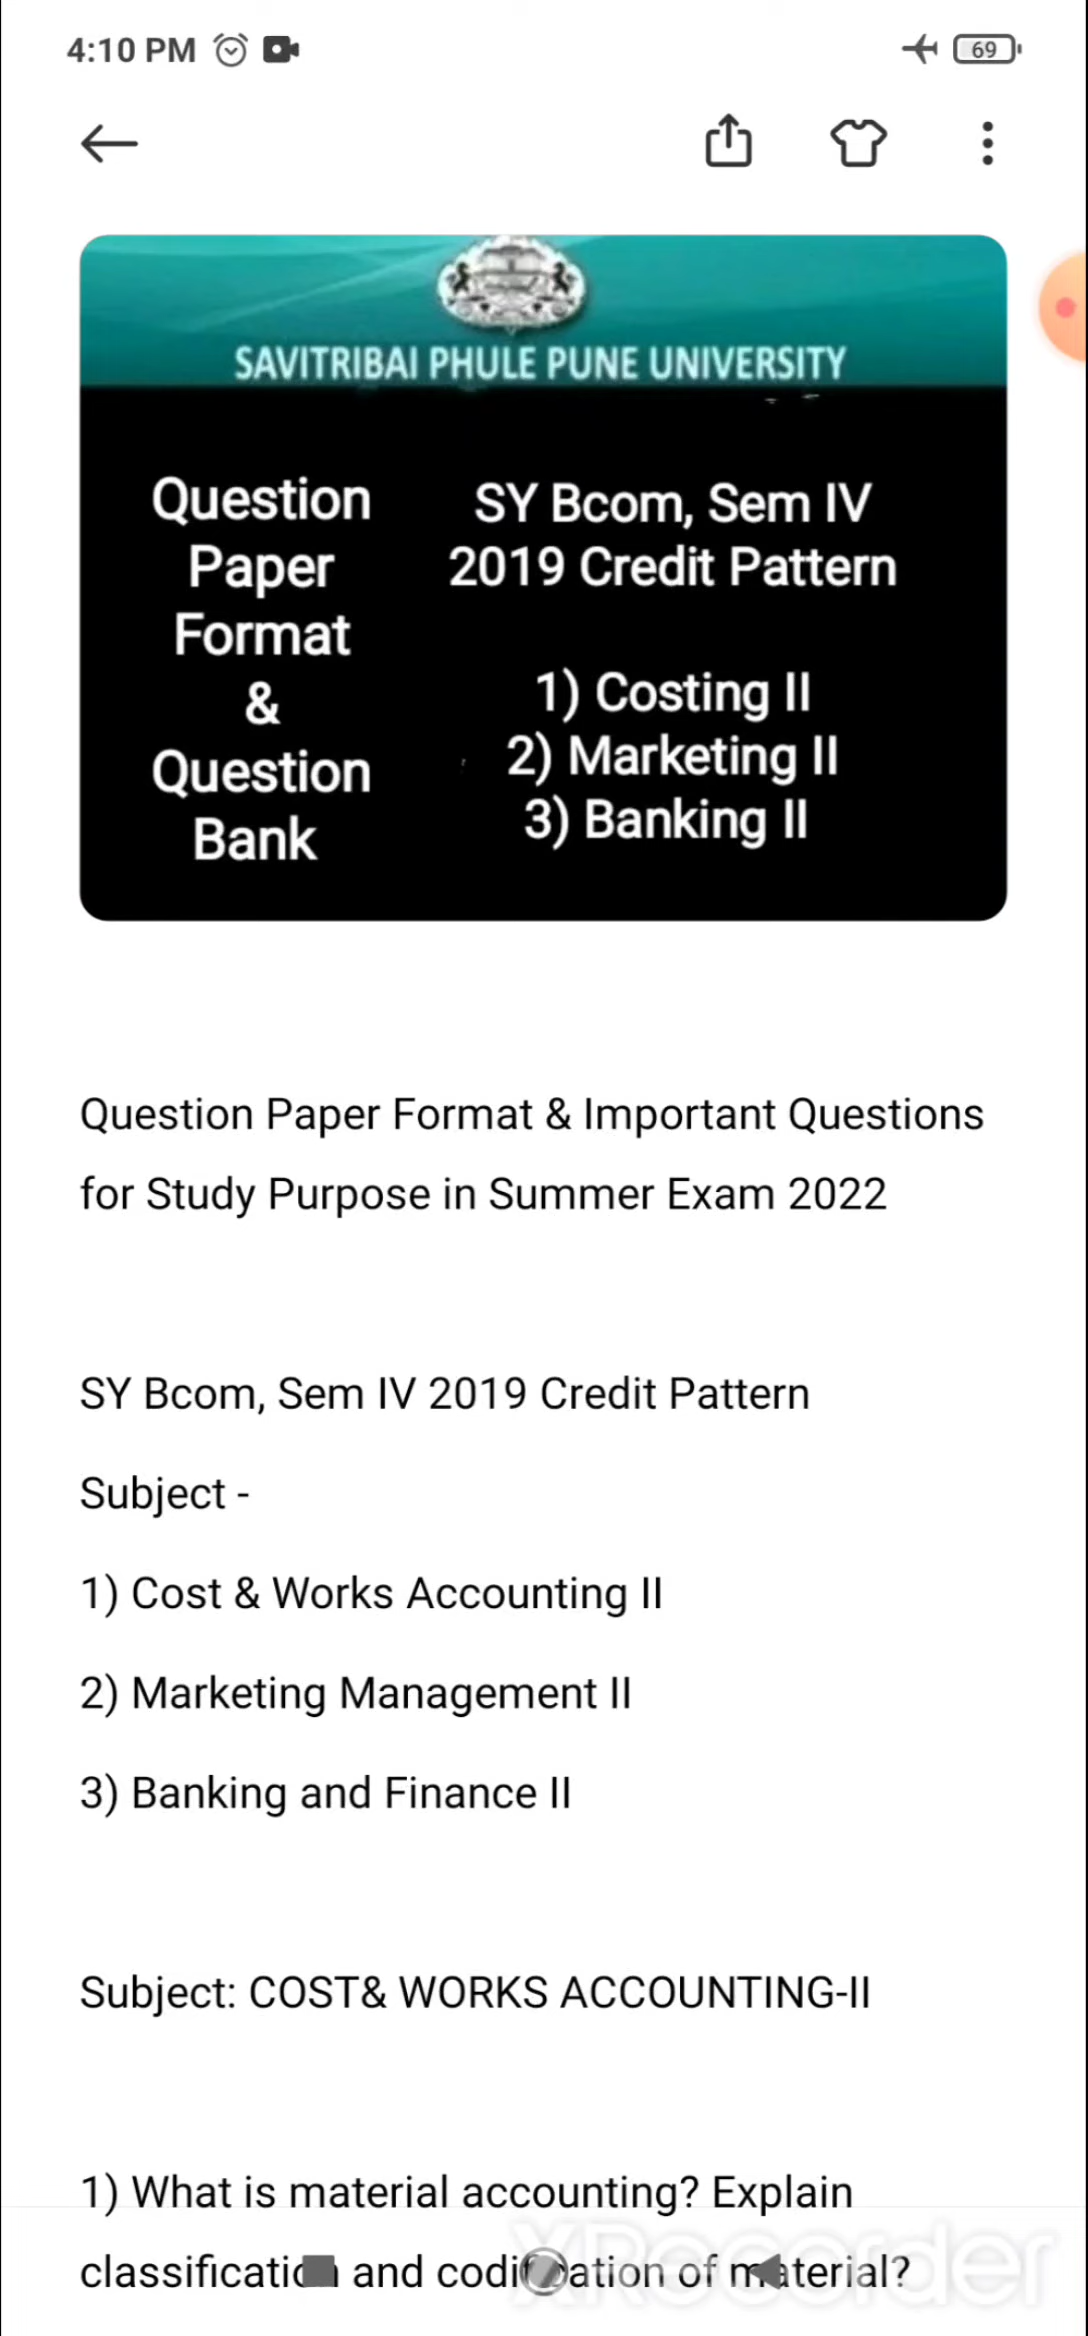 4:10 PM
69
SAVITRIBAI PHULE PUNE UNIVERSITY
Question
Paper
Format
&
Question
Bank
SY Bcom, Sem IV
2019 Credit Pattern
1) Costing II
2) Marketing II
3) Banking II
Question Paper Format & Important Questions
for Study Purpose in Summer Exam 2022
SY Bcom, Sem IV 2019 Credit Pattern
Subject -
1) Cost & Works Accounting II
2) Marketing Management II
3) Banking and Finance II
Subject: COST& WORKS ACCOUNTING-II
1) What is material accounting? Explain
classification and codification of material?
XRecorder